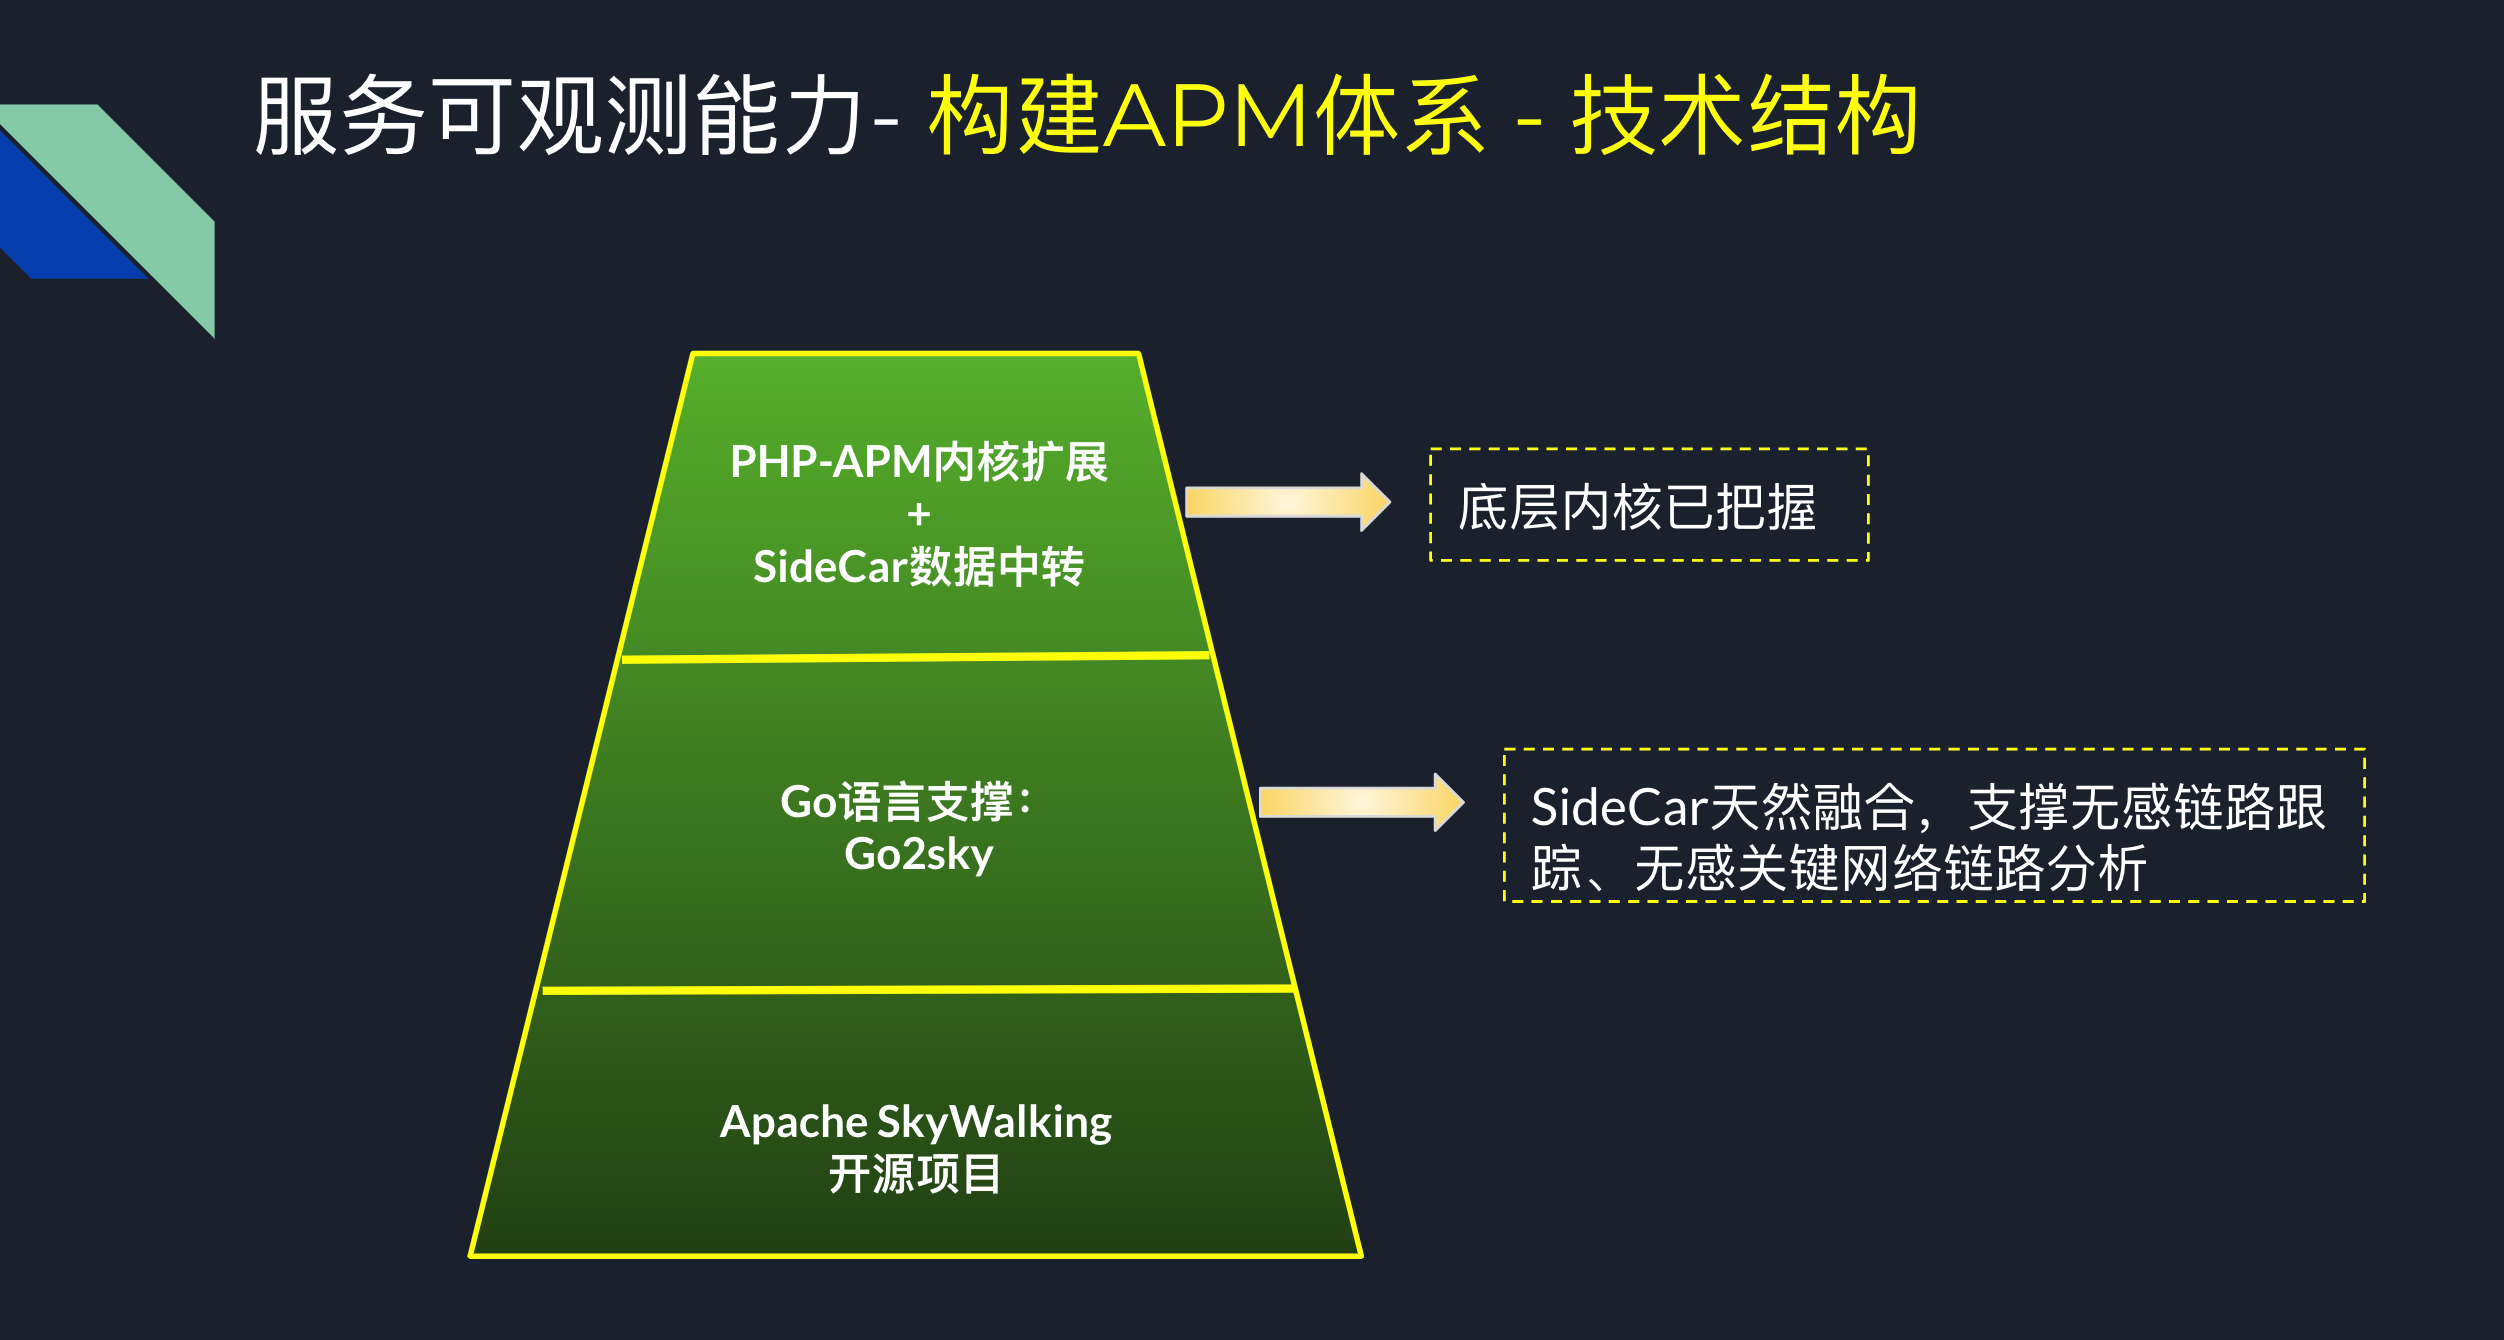 服务可观测能力- 构建APM体系 - 技术结构
PHP-APM内核扩展
+
SideCar数据中转
底层内核已把握
Go语言支撑：
Go2sky
SideCar天然融合，支撑无感链路跟
踪、无感关键网络链路分析
Apache SkyWalking
开源项目